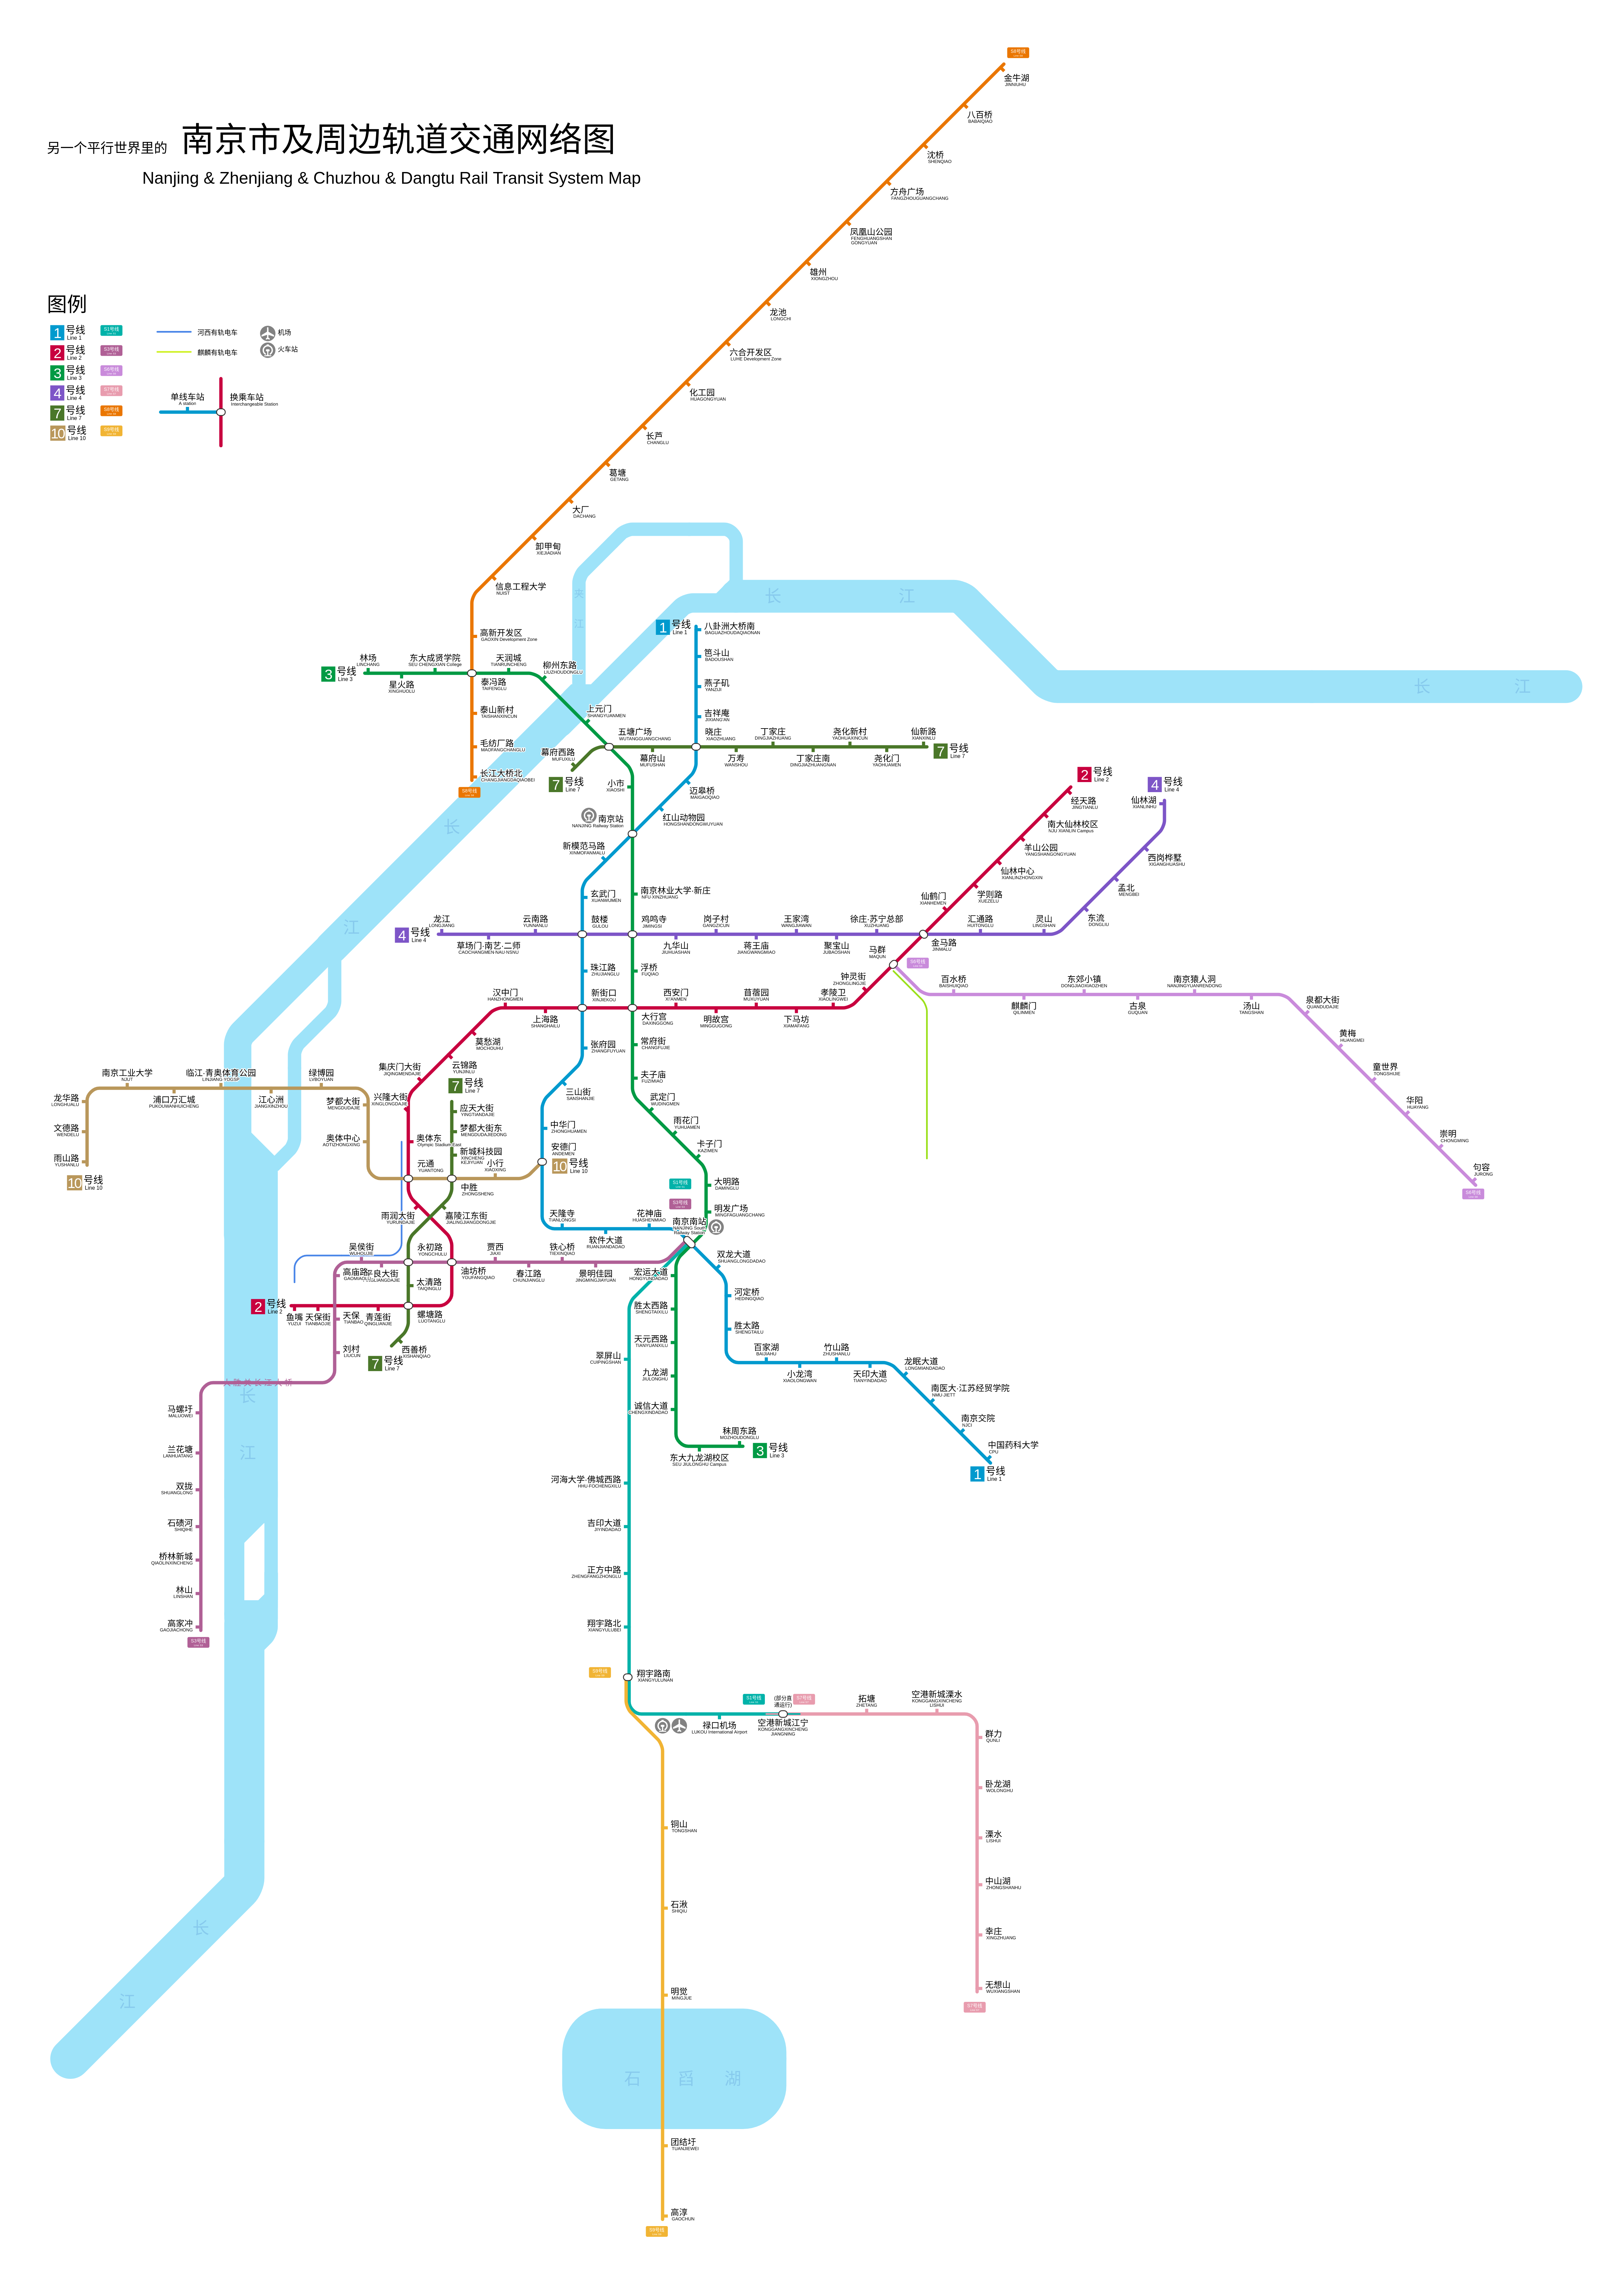 另一个平行世界里的 南京市及周边轨道交通网络图
Nanjing & Zhenjiang & Chuzhou & Dangtu Rail Transit System Map
图例
1 号线
Line 1
S1号线
2 号线
Line 2
S3号线
3 号线
Line 3
S6号线
4 号线
Line 4
S7号线
7 号线
Line 7
S8号线
10 号线
Line 10
S9号线
河西有轨电车
麒麟有轨电车
机场
火车站
单线车站
A station
换乘车站
Interchangeable Station
S8号线
金牛湖
JINNIUHU
八百桥
BABAIQIAO
沈桥
SHENQIAO
方舟广场
FANGZHOUGUANGCHANG
凤凰山公园
FENGHUANGSHAN
GONGYUAN
雄州
XIONGZHOU
龙池
LONGCHI
六合开发区
LUHE Development Zone
化工园
HUAGONGYUAN
长芦
CHANGLU
葛塘
GETANG
大厂
DACHANG
卸甲甸
XIEJIADIAN
信息工程大学
NUIST
高新开发区
GAOXIN Development Zone
泰冯路
TAIFENGLU
泰山新村
TAISHANXINCUN
毛纺厂路
MAOFANGCHANGLU
长江大桥北
CHANGJIANGDAQIAOBEI
S8号线
夹
江
长
江
长
江
长
江
长
江
长
江
3 号线
Line 3
林场
LINCHANG
星火路
XINGHUOLU
东大成贤学院
SEU CHENGXIAN College
天润城
TIANRUNCHENG
柳州东路
LIUZHOUDONGLU
上元门
SHANGYUANMEN
五塘广场
WUTANGGUANGCHANG
小市
XIAOSHI
南京站
NANJING Railway Station
南京林业大学·新庄
NFU XINZHUANG
鸡鸣寺
JIMINGSI
浮桥
FUQIAO
大行宫
DAXINGGONG
常府街
CHANGFUJIE
夫子庙
FUZIMIAO
武定门
WUDINGMEN
雨花门
YUHUAMEN
卡子门
KAZIMEN
大明路
DAMINGLU
明发广场
MINGFAGUANGCHANG
南京南站
NANJING South
Railway Station
宏运大道
HONGYUNDADAO
胜太西路
SHENGTAIXILU
天元西路
TIANYUANXILU
九龙湖
JIULONGHU
诚信大道
CHENGXINDADAO
东大九龙湖校区
SEU JIULONGHU Campus
秣周东路
MOZHOUDONGLU
3 号线
Line 3
1 号线
Line 1
八卦洲大桥南
BAGUAZHOUDAQIAONAN
笆斗山
BADOUSHAN
燕子矶
YANZIJI
吉祥庵
JIXIANG'AN
晓庄
XIAOZHUANG
迈皋桥
MAIGAOQIAO
红山动物园
HONGSHANDONGWUYUAN
新模范马路
XINMOFANMALU
玄武门
XUANWUMEN
鼓楼
GULOU
珠江路
ZHUJIANGLU
新街口
XINJIEKOU
张府园
ZHANGFUYUAN
三山街
SANSHANJIE
中华门
ZHONGHUAMEN
安德门
ANDEMEN
天隆寺
TIANLONGSI
软件大道
RUANJIANDADAO
花神庙
HUASHENMIAO
双龙大道
SHUANGLONGDADAO
河定桥
HEDINGQIAO
胜太路
SHENGTAILU
百家湖
BAIJIAHU
小龙湾
XIAOLONGWAN
竹山路
ZHUSHANLU
天印大道
TIANYINDADAO
龙眠大道
LONGMIANDADAO
南医大·江苏经贸学院
NMU JIETT
南京交院
NJCI
中国药科大学
CPU
1 号线
Line 1
7 号线
Line 7
幕府西路
MUFUXILU
幕府山
MUFUSHAN
万寿
WANSHOU
丁家庄
DINGJIAZHUANG
丁家庄南
DINGJIAZHUANGNAN
尧化新村
YAOHUAXINCUN
尧化门
YAOHUAMEN
仙新路
XIANXINLU
7 号线
Line 7
2 号线
Line 2
经天路
JINGTIANLU
南大仙林校区
NJU XIANLIN Campus
羊山公园
YANGSHANGONGYUAN
仙林中心
XIANLINZHONGXIN
学则路
XUEZELU
仙鹤门
XIANHEMEN
金马路
JINMALU
马群
MAQUN
钟灵街
ZHONGLINGJIE
孝陵卫
XIAOLINGWEI
下马坊
XIAMAFANG
苜蓿园
MUXUYUAN
明故宫
MINGGUGONG
西安门
XI'ANMEN
上海路
SHANGHAILU
汉中门
HANZHONGMEN
莫愁湖
MOCHOUHU
云锦路
YUNJINLU
集庆门大街
JIQINGMENDAJIE
兴隆大街
XINGLONGDAJIE
奥体东
Olympic Stadium East
元通
YUANTONG
雨润大街
YURUNDAJIE
油坊桥
YOUFANGQIAO
螺塘路
LUOTANGLU
青莲街
QINGLIANJIE
天保街
TIANBAOJIE
鱼嘴
YUZUI
2 号线
Line 2
4 号线
Line 4
仙林湖
XIANLINHU
西岗桦墅
XIGANGHUASHU
孟北
MENGBEI
东流
DONGLIU
灵山
LINGSHAN
汇通路
HUITONGLU
徐庄·苏宁总部
XUZHUANG
聚宝山
JUBAOSHAN
王家湾
WANGJIAWAN
蒋王庙
JIANGWANGMIAO
岗子村
GANGZICUN
九华山
JIUHUASHAN
云南路
YUNNANLU
草场门·南艺·二师
CAOCHANGMEN NAU NSNU
龙江
LONGJIANG
4 号线
Line 4
S6号线
百水桥
BAISHUIQIAO
麒麟门
QILINMEN
东郊小镇
DONGJIAOXIAOZHEN
古泉
GUQUAN
南京猿人洞
NANJINGYUANRENDONG
汤山
TANGSHAN
泉都大街
QUANDUDAJIE
黄梅
HUANGMEI
童世界
TONGSHIJIE
华阳
HUAYANG
崇明
CHONGMING
句容
JURONG
S6号线
龙华路
LONGHUALU
文德路
WENDELU
雨山路
YUSHANLU
10 号线
Line 10
南京工业大学
NJUT
浦口万汇城
PUKOUWANHUICHENG
临江·青奥体育公园
LINJIANG YOGSP
江心洲
JIANGXINZHOU
绿博园
LVBOYUAN
梦都大街
MENGDUDAJIE
奥体中心
AOTIZHONGXING
中胜
ZHONGSHENG
小行
XIAOXING
10 号线
Line 10
7 号线
Line 7
应天大街
YINGTIANDAJIE
梦都大街东
MENGDUDAJIEDONG
新城科技园
XINCHENG
KEJIYUAN
嘉陵江东街
JIALINGJIANGDONGJIE
永初路
YONGCHULU
太清路
TAIQINGLU
西善桥
XISHANQIAO
7 号线
Line 7
S1号线
S3号线
景明佳园
JINGMINGJIAYUAN
铁心桥
TIEXINQIAO
春江路
CHUNJIANGLU
贾西
JIAXI
吴侯街
WUHOUJIE
高庙路
GAOMIAOLU
天保
TIANBAO
刘村
LIUCUN
马骡圩
MALUOWEI
兰花塘
LANHUATANG
双拢
SHUANGLONG
石碛河
SHIQIHE
桥林新城
QIAOLINXINCHENG
林山
LINSHAN
高家冲
GAOJIACHONG
S3号线
翠屏山
CUIPINGSHAN
河海大学·佛城西路
HHU·FOCHENGXILU
吉印大道
JIYINDADAO
正方中路
ZHENGFANGZHONGLU
翔宇路北
XIANGYULUBEI
S9号线
翔宇路南
XIANGYULUNAN
禄口机场
LUKOU International Airport
S1号线
(部分直
通运行)
S7号线
空港新城江宁
KONGGANGXINCHENG
JIANGNING
拓塘
ZHETANG
空港新城溧水
KONGGANGXINCHENG
LISHUI
群力
QUNLI
卧龙湖
WOLONGHU
溧水
LISHUI
中山湖
ZHONGSHANHU
幸庄
XINGZHUANG
无想山
WUXIANGSHAN
S7号线
铜山
TONGSHAN
石湫
SHIQIU
明觉
MINGJUE
石臼湖
团结圩
TUANJIEWEI
高淳
GAOCHUN
S9号线